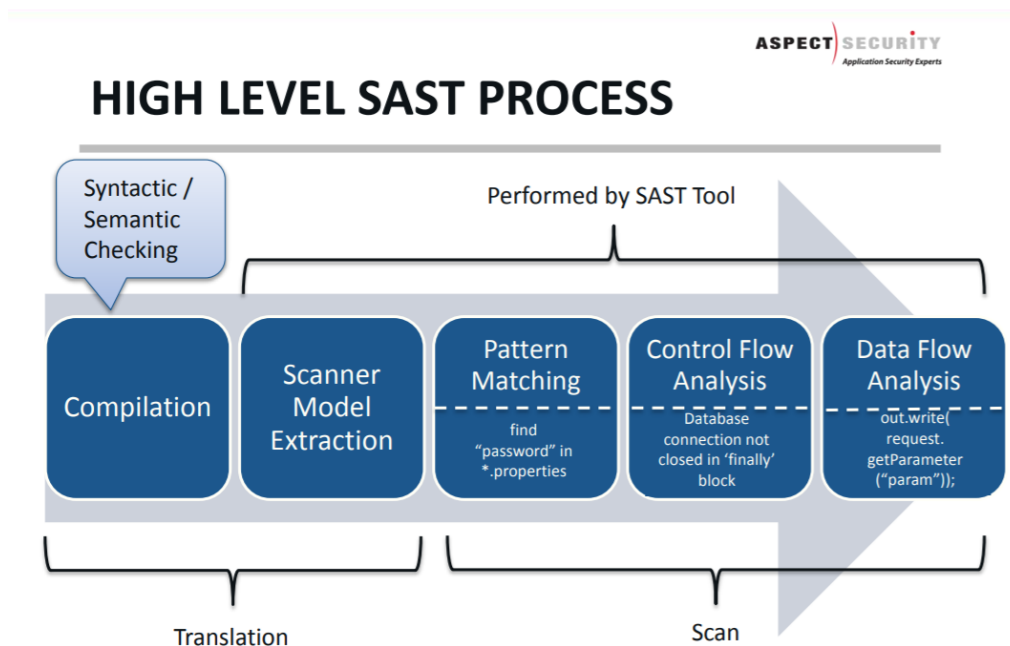 ASPECT SECURITY
Application Security Experts
HIGH LEVEL SAST PROCESS
Syntactic /
Semantic
Checking
Performed by SAST Tool
Compilation
Scanner
Model
Extraction
Pattern
Matching
find
“password” in
*.properties
Control Flow
Analysis
Database
connection not
closed in ‘finally’
block
Data Flow
Analysis
out.write(
request.
getParameter
(“param”));
Translation
Scan